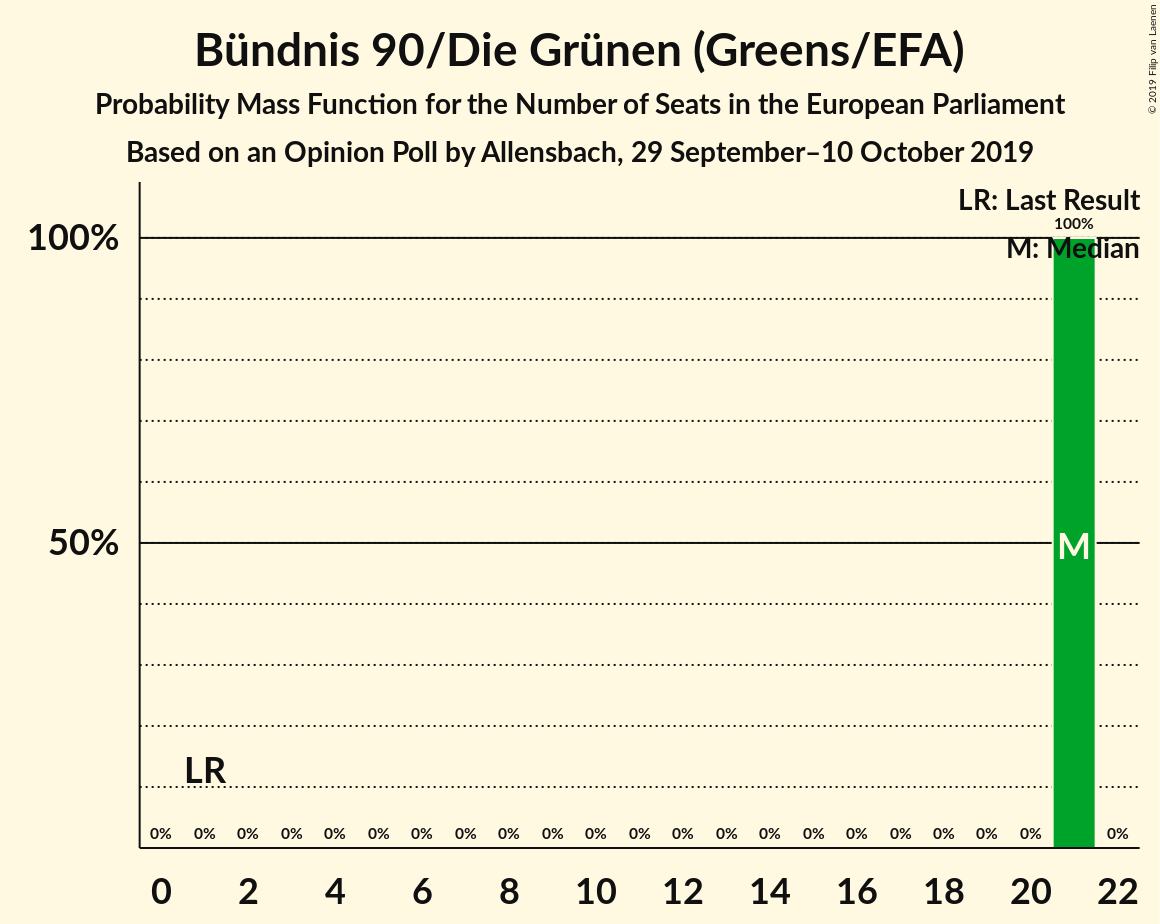 Bündnis 90/Die Grünen (Greens/EFA)
Probability Mass Function for the Number of Seats in the European Parliament
Based on an Opinion Poll by Allensbach, 29 September–10 October 2019
© 2019 Filip van Laenen
LR: Last Result
100%
M: Median
100%
50%
M
LR
0% 0% 0% 0% 0% 0% 0% 0% 0% 0% 0% 0% 0% 0% 0% 0% 0% 0% 0% 0% 0% 0%
0 2 4 6 8 10 12 14 16 18 20 22